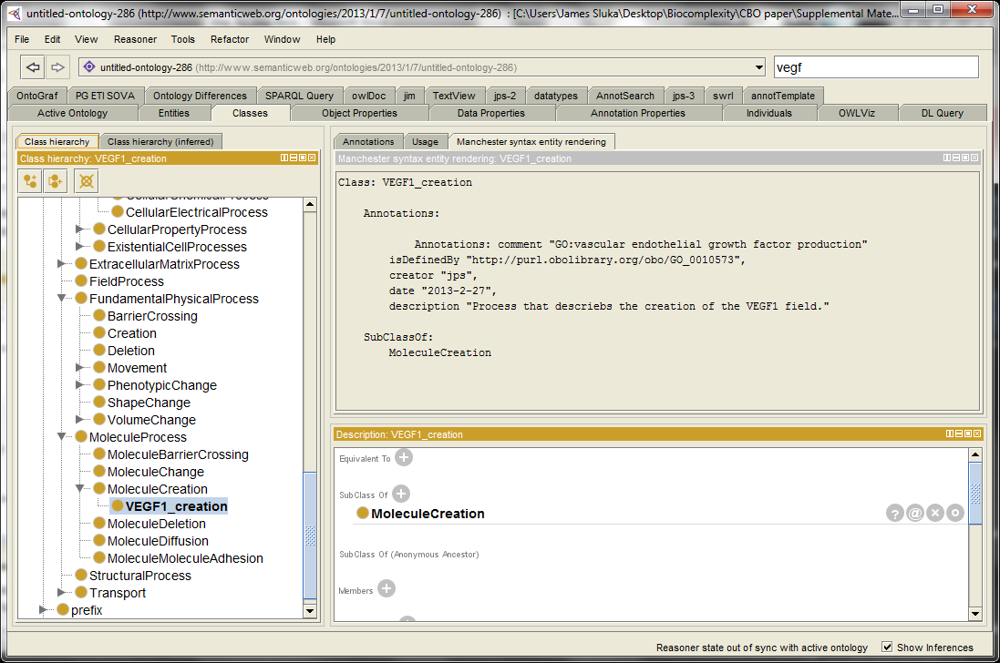 untitled-ontology-286 (http://www.semanticweb.org/ontologies/2013/1/7/untitled-ontology-286) : [C:\Users\James Sluka\Desktop\Biocomplexity\CBO paper\Supplemental Mate...
File Edit View Reasoner Tools Refactor Window Help
untitled-ontology-286 (http://www.semanticweb.org/ontologies/2013/1/7/untitled-ontology-286) vegf
OntoGraf PG ETI SOVA Ontology Differences SPARQL Query owlDoc jim TextView jps-2 datatypes AnnotSearch jps-3 swrl annotTemplate
Active Ontology Entities Classes Object Properties Data Properties Annotation Properties Individuals OWLViz DL Query
Class hierarchy Class hierarchy (inferred)
Class hierarchy: VEGF1_creation
CellularChemicalProcess
CellularElectricalProcess
CellularPropertyProcess
ExistentialCellProcesses
ExtracellularMatrixProcess
FieldProcess
FundamentalPhysicalProcess
BarrierCrossing
Creation
Deletion
Movement
PhenotypicChange
ShapeChange
VolumeChange
MoleculeProcess
MoleculeBarrierCrossing
MoleculeChange
MoleculeCreation
VEGF1_creation
MoleculeDeletion
MoleculeDiffusion
MoleculeMoleculeAdhesion
StructuralProcess
Transport
prefix
Annotations Usage Manchester syntax entity rendering
Manchester syntax entity rendering: VEGF1_creation
Class: VEGF1_creation
Annotations:
Annotations: comment "GO:vascular endothelial growth factor production"
isDefinedBy "http://purl.obolibrary.org/obo/GO_0010573",
creator "jps",
date "2013-2-27",
description "Process that descriebs the creation of the VEGF1 field."
SubClassOf:
MoleculeCreation
Description: VEGF1_creation
Equivalent To
SubClass Of
MoleculeCreation
SubClass Of (Anonymous Ancestor)
Members
Reasoner state out of sync with active ontology Show Inferences